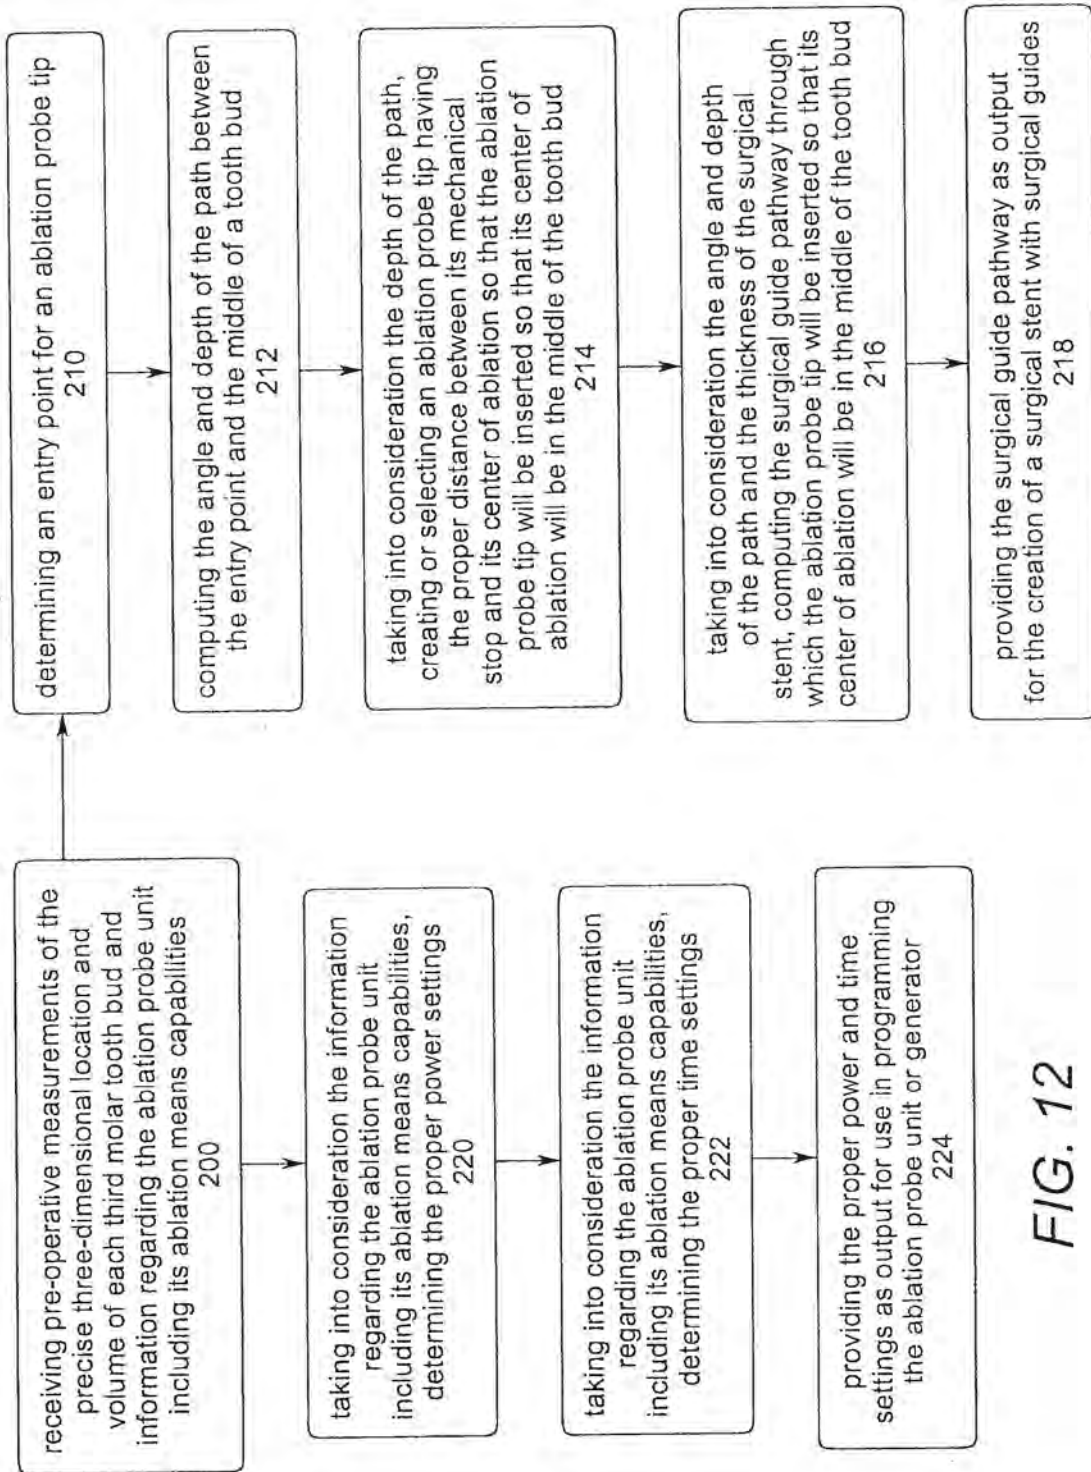 receiving pre-operative measurements of the
precise three-dimensional location and
volume of each third molar tooth bud and
information regarding the ablation probe unit
including its ablation means capabilities
200
taking into consideration the information
regarding the ablation probe unit
including its ablation means capabilities,
determining the proper power settings
220
taking into consideration the information
regarding the ablation probe unit
including its ablation means capabilities,
determining the proper time settings
222
providing the proper power and time
settings as output for use in programming
the ablation probe unit or generator
224
determining an entry point for an ablation probe tip
210
computing the angle and depth of the path between
the entry point and the middle of a tooth bud
212
taking into consideration the depth of the path,
creating or selecting an ablation probe tip having
the proper distance between its mechanical
stop and its center of ablation so that the ablation
probe tip will be inserted so that its center of
ablation will be in the middle of the tooth bud
214
taking into consideration the angle and depth
of the path and the thickness of the surgical
stent, computing the surgical guide pathway through
which the ablation probe tip will be inserted so that its
center of ablation will be in the middle of the tooth bud
216
providing the surgical guide pathway as output
for the creation of a surgical stent with surgical guides
218
FIG. 12